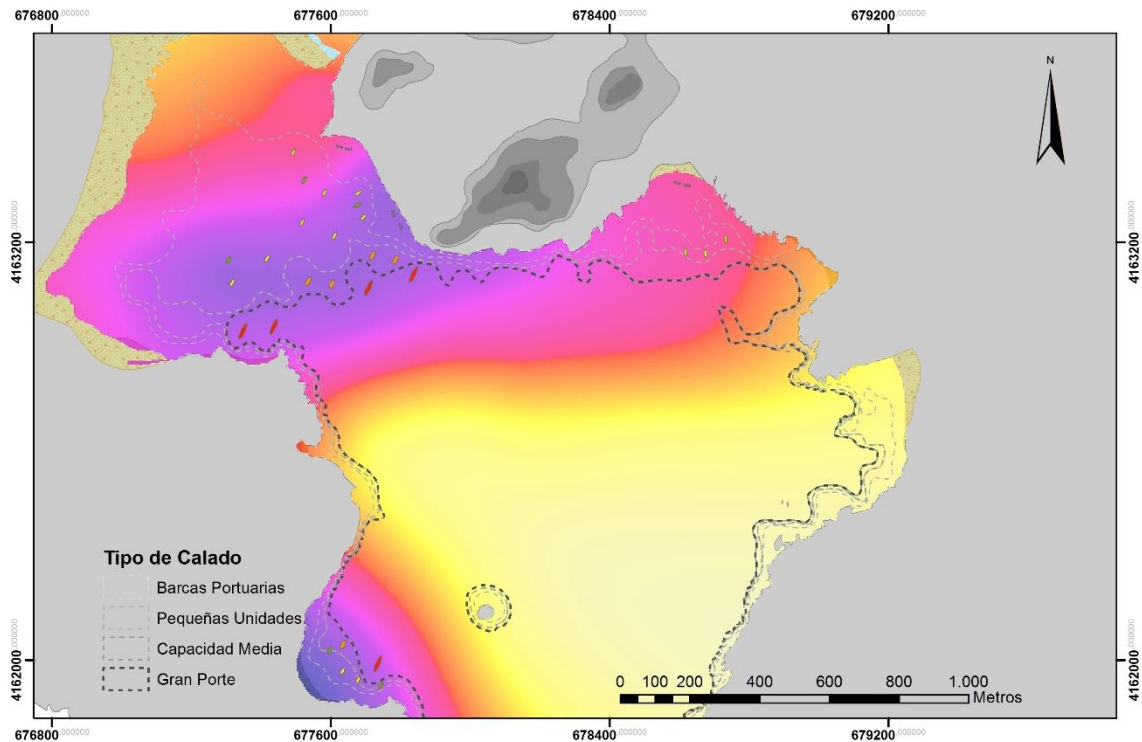 676800,000000 677600,000000 678400,000000 679200,000000
N
4163200,000000 4163200,000000
Tipo de Calado
Barcas Portuarias
Pequeñas Unidades
Capacidad Media
Gran Porte
4162000,000000 4162000,000000
0 100 200 400 600 800 1.000
Metros
676800,000000 677600,000000 678400,000000 679200,000000